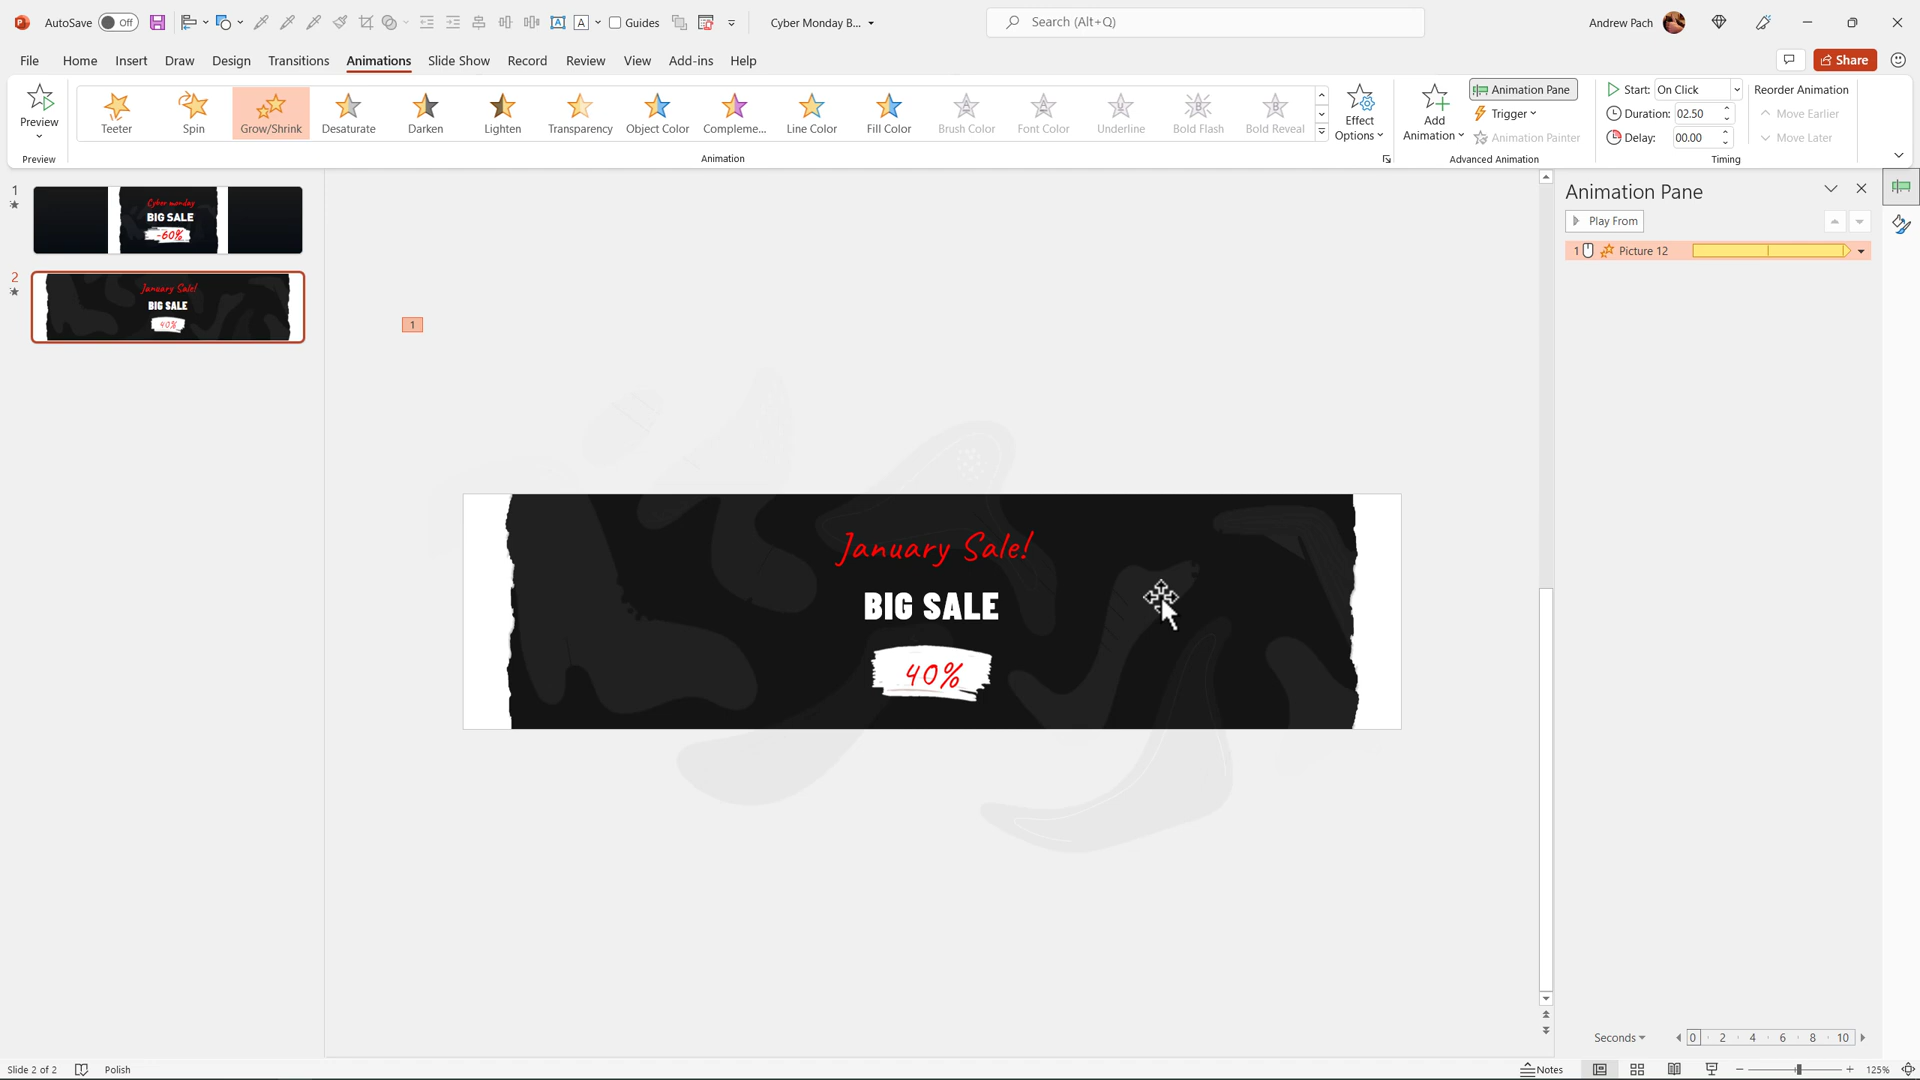 AutoSave Off
Guides
Cyber Monday B...
Search (Alt+Q)
Andrew Pach
File Home Insert Draw Design Transitions Animations Slide Show Record Review View Add-ins Help
Share
Preview
Teeter Spin Grow/Shrink Desaturate Darken Lighten Transparency Object Color Compleme... Line Color Fill Color Brush Color Font Color Underline Bold Flash Bold Reveal
Effect
Options
Add
Animation
Animation Pane
Trigger
Animation Painter
Start: On Click
Duration: 02.50
Delay: 00.00
Reorder Animation
Move Earlier
Move Later
Preview Animation Advanced Animation Timing
1
Cyber monday
BIG SALE
-60%
2
January Sale!
BIG SALE
40%
1
January Sale!
BIG SALE
40%
Animation Pane
Play From
1 Picture 12
Seconds 0 2 4 6 8 10
Slide 2 of 2 Polish
Notes
125%